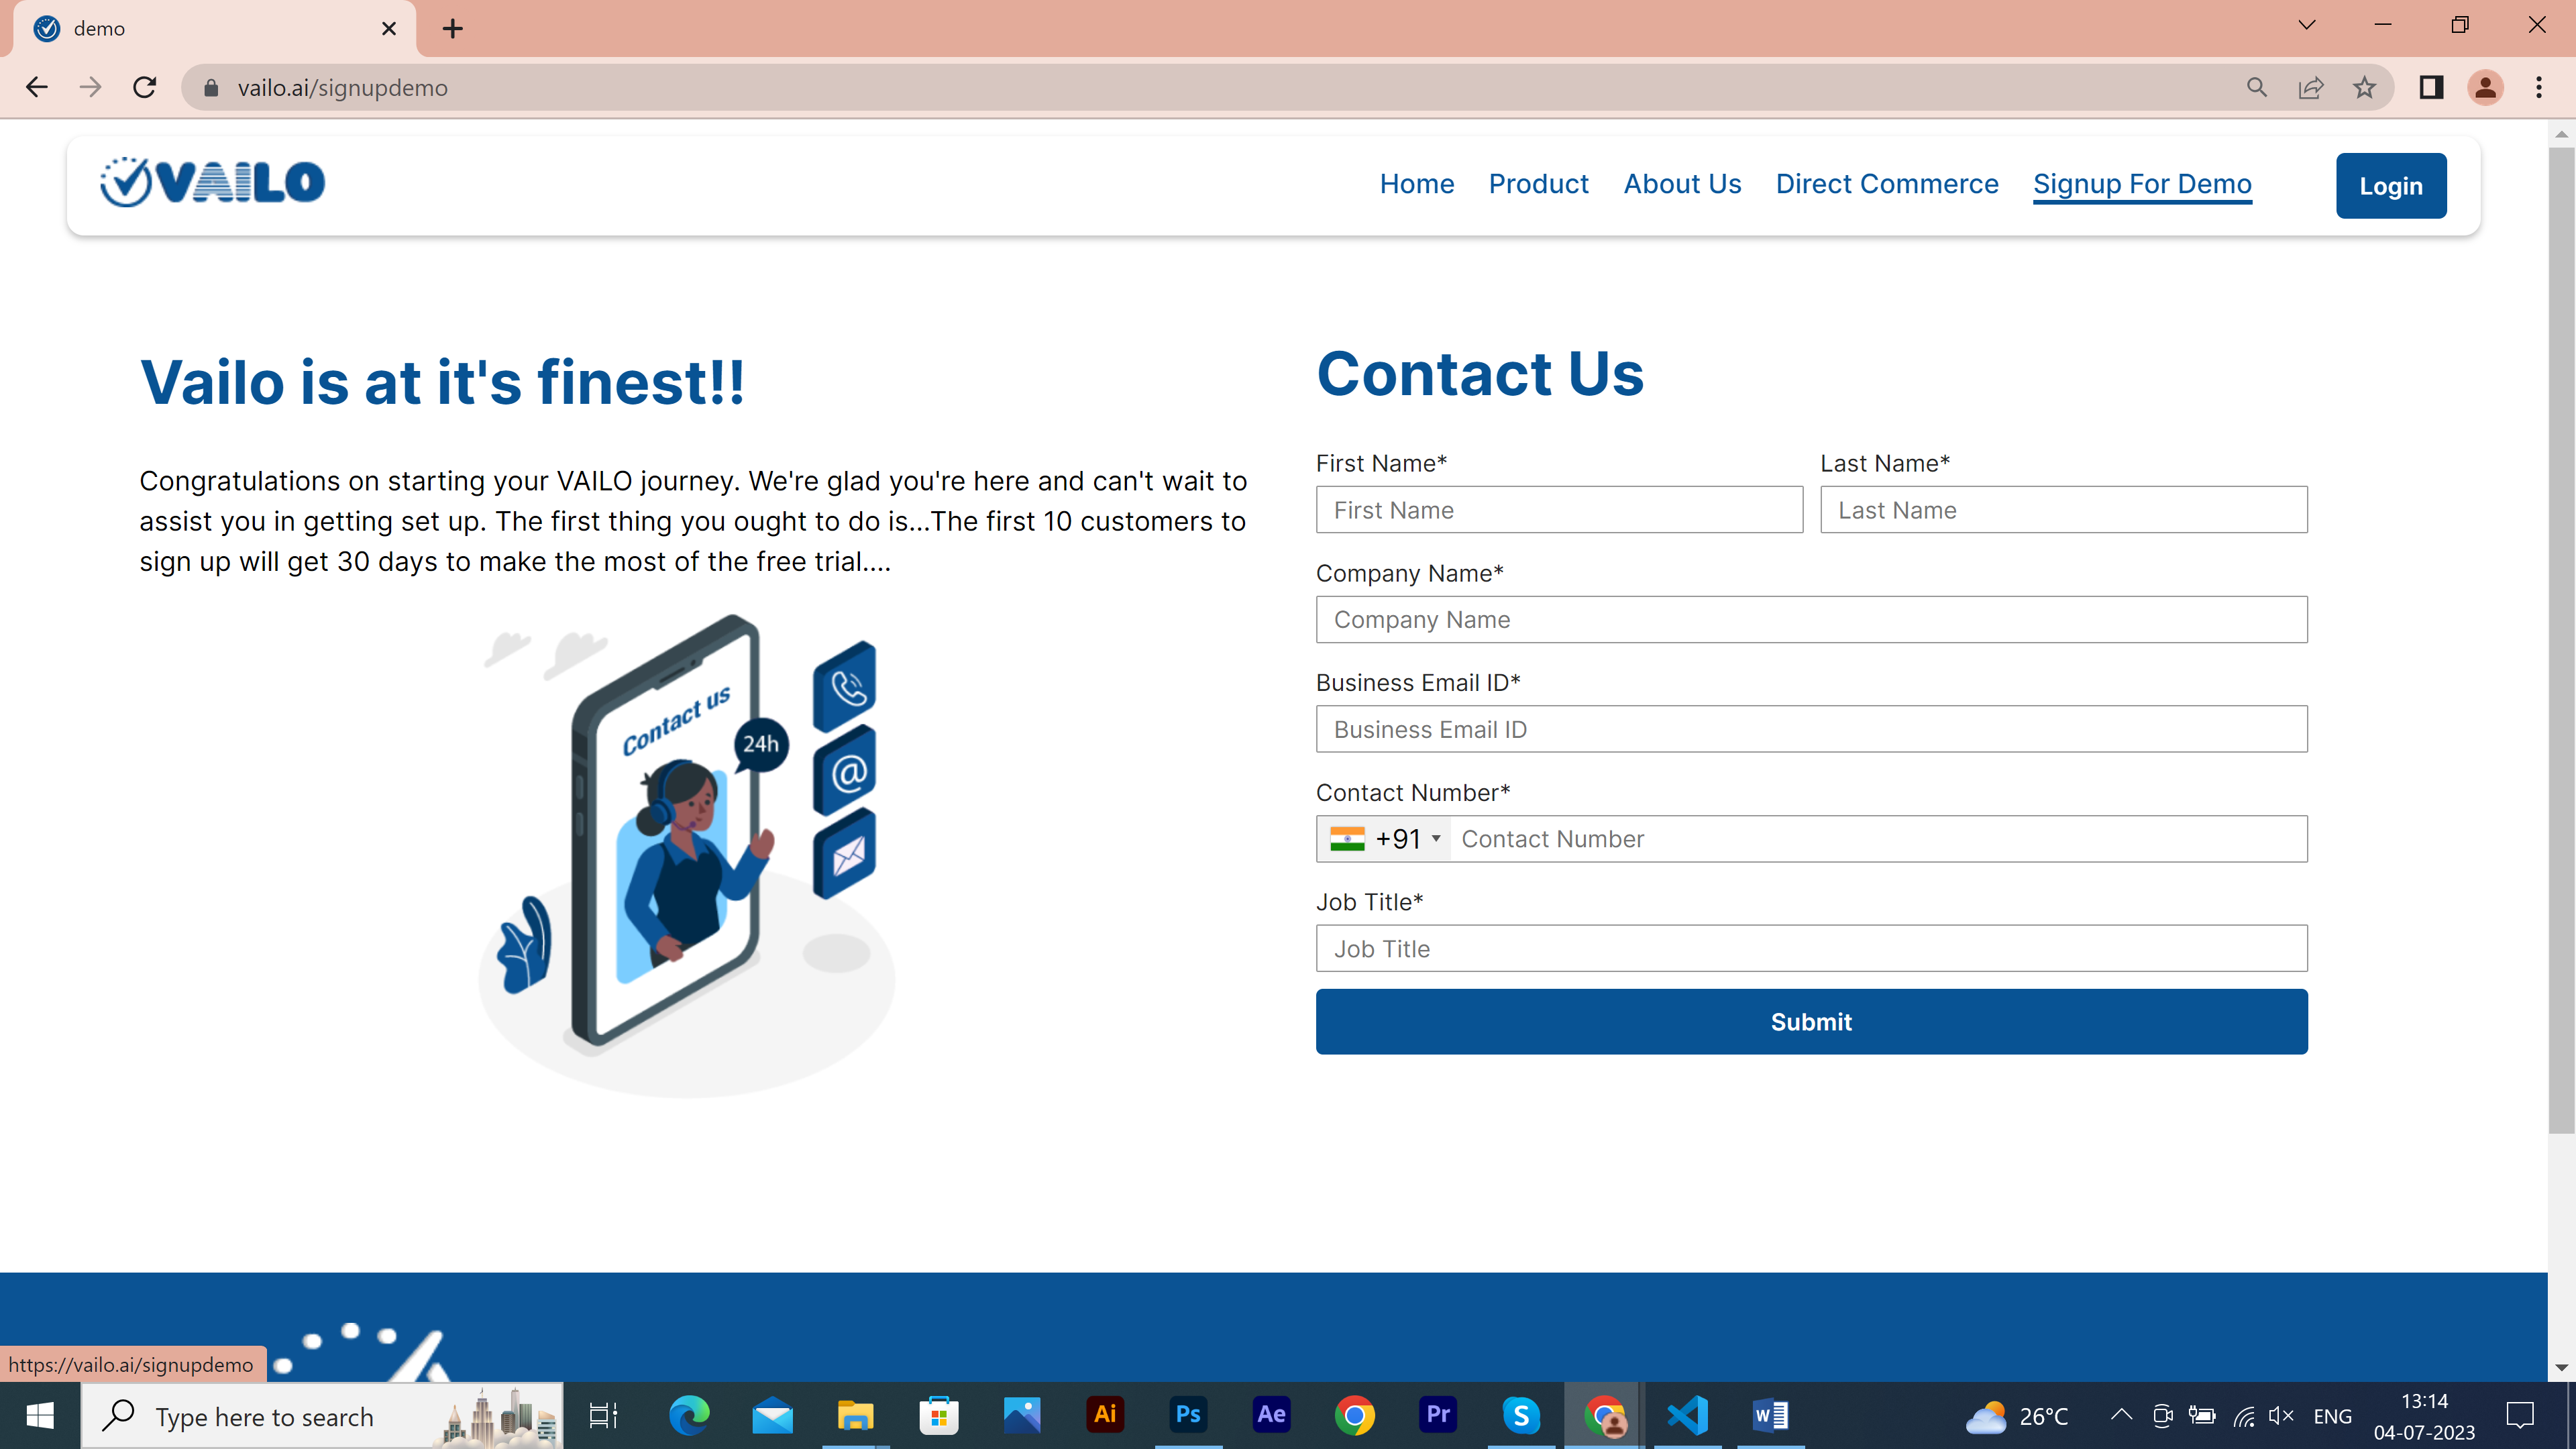 demo
vailo.ai/signupdemo
VAILO
Home Product About Us Direct Commerce Signup For Demo Login
Vailo is at it's finest!!
Congratulations on starting your VAILO journey. We're glad you're here and can't wait to
assist you in getting set up. The first thing you ought to do is...The first 10 customers to
sign up will get 30 days to make the most of the free trial....
Contact us
24h
@
Contact Us
First Name* Last Name*
First Name Last Name
Company Name*
Company Name
Business Email ID*
Business Email ID
Contact Number*
+91 Contact Number
Job Title*
Job Title
Submit
https://vailo.ai/signupdemo
Type here to search
Ai Ps Ae Pr S W
26°C ENG 13:14
04-07-2023